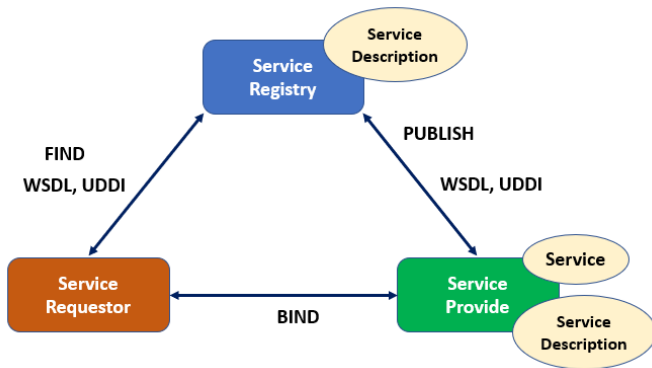 Service
Description
Service
Registry
FIND
WSDL, UDDI
PUBLISH
WSDL, UDDI
Service
Requestor
BIND
Service
Provide
Service
Service
Description